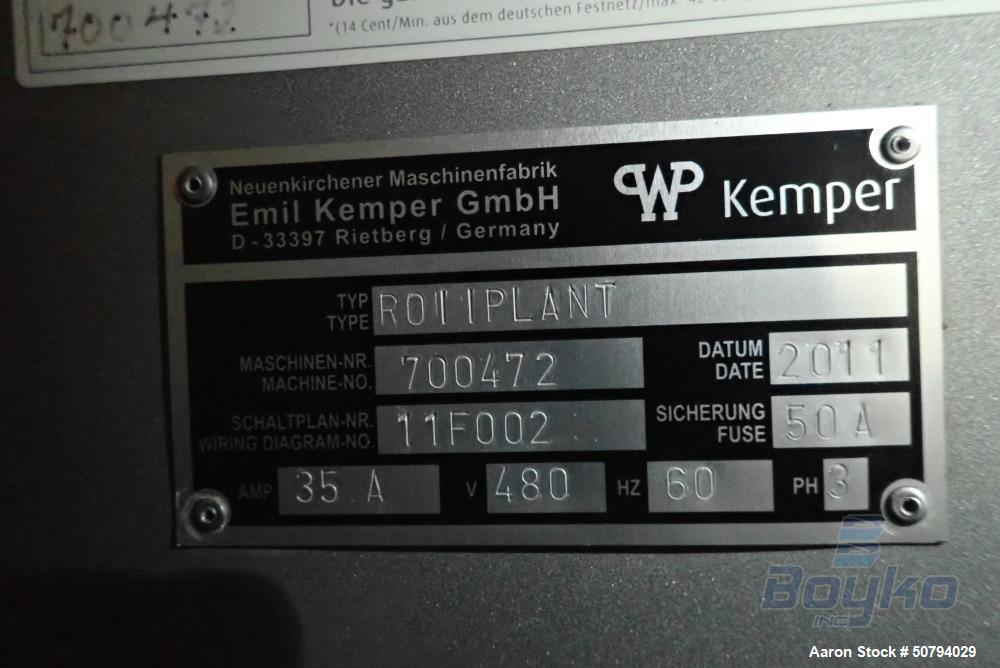 700472
*(14 Cent/Min. aus dem deutschen Festnetz/max. 42
Neuenkirchener Maschinenfabrik
Emil Kemper GmbH
D - 33397 Rietberg / Germany
WP Kemper
TYP
TYPE
ROTIPLANT
MASCHINEN-NR.
MACHINE-NO.
700472
DATUM
DATE
2011
SCHALTPLAN-NR.
WIRING DIAGRAM-NO.
11F002
SICHERUNG
FUSE
50 A
AMP. 35 A V 480 HZ 60 PH 3
Boyko
INC
Aaron Stock # 50794029